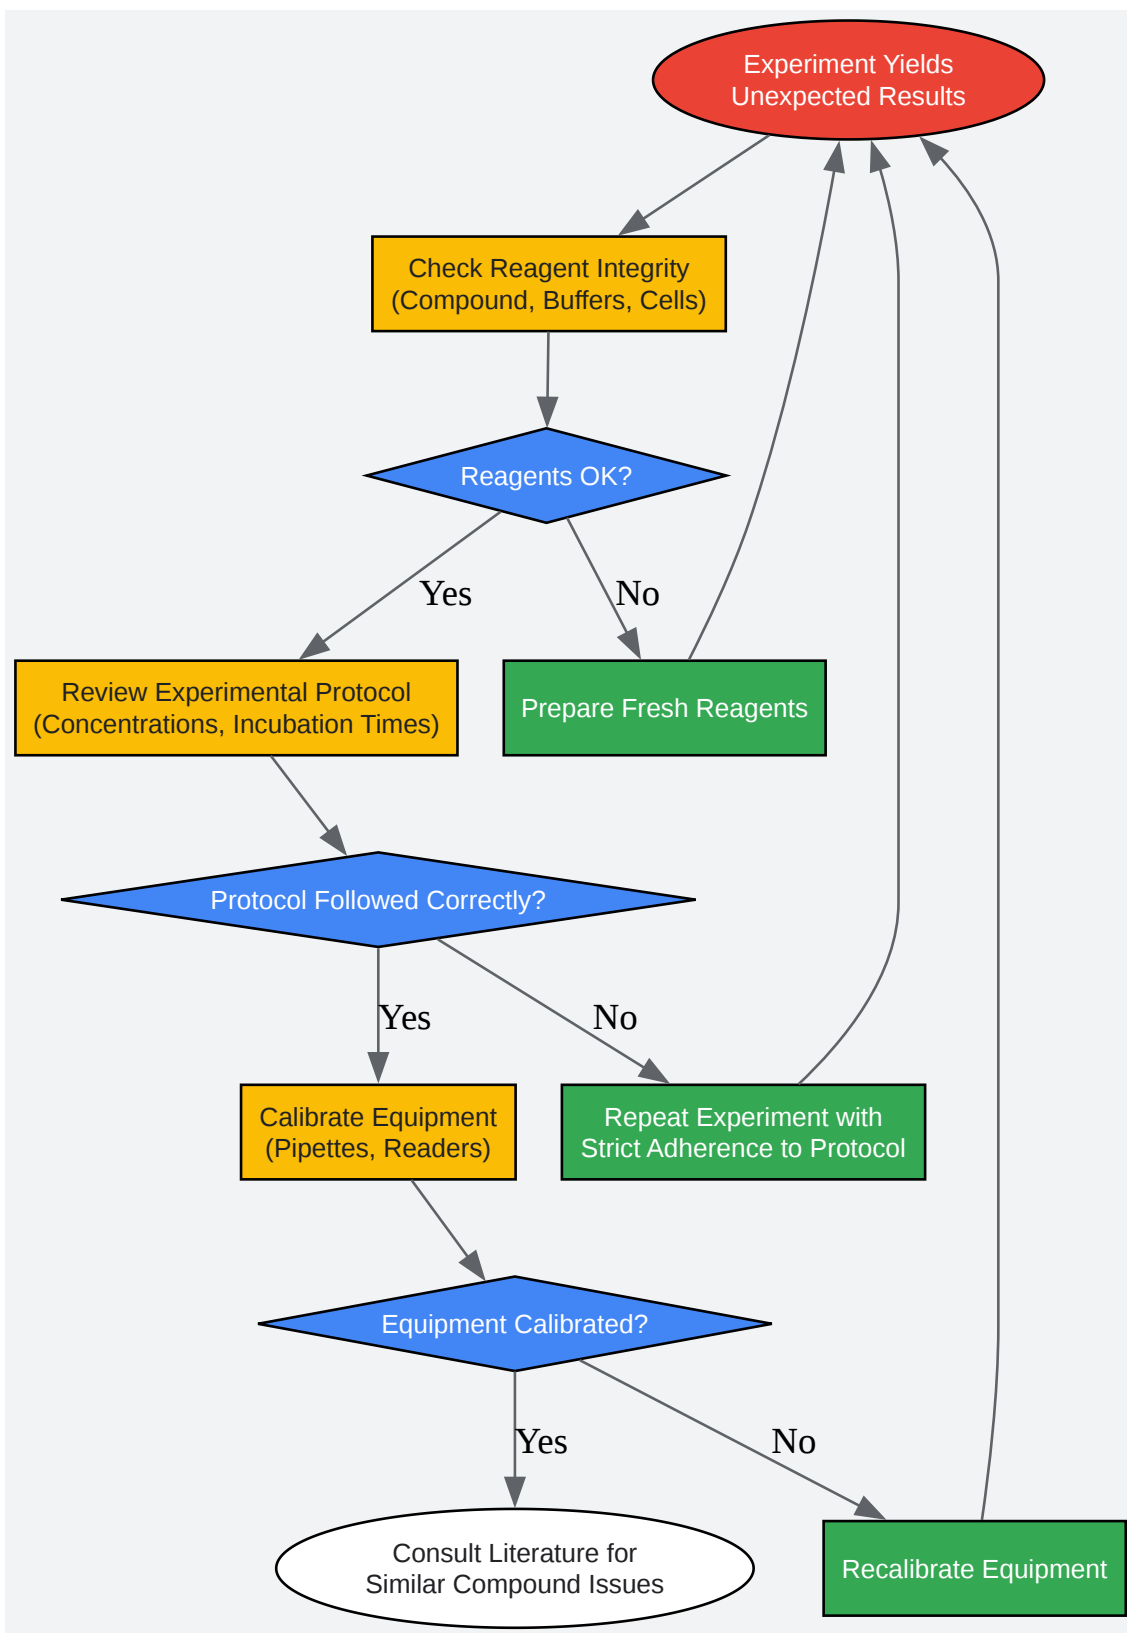 Experiment Yields
Unexpected Results
Check Reagent Integrity
(Compound, Buffers, Cells)
Reagents OK?
Yes
No
Review Experimental Protocol
(Concentrations, Incubation Times)
Prepare Fresh Reagents
Protocol Followed Correctly?
Yes
No
Calibrate Equipment
(Pipettes, Readers)
Repeat Experiment with
Strict Adherence to Protocol
Equipment Calibrated?
Yes
No
Consult Literature for
Similar Compound Issues
Recalibrate Equipment